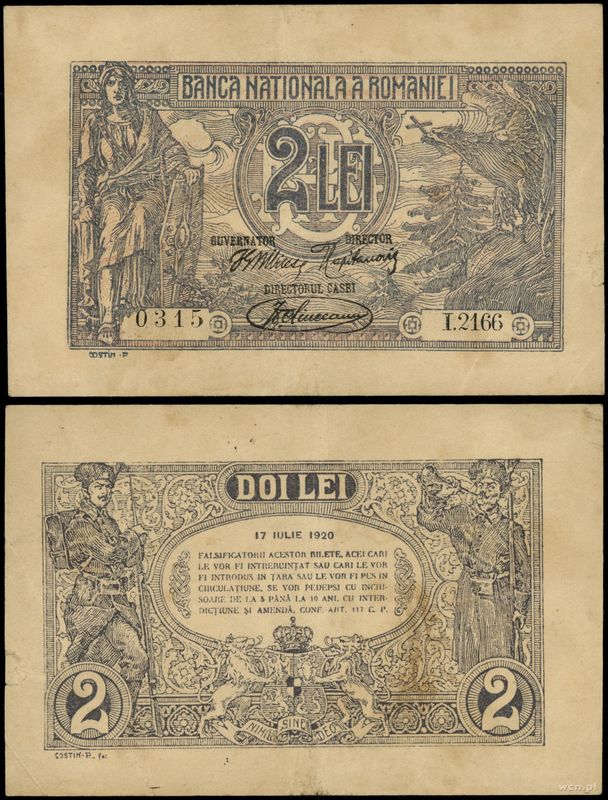 BANCA NATIONALA A ROMANIEI
2 LEI
GUVERNATOR DIRECTOR
DIRECTORUL CASEI
0315 I.2166
COSTIN-P
DOI LEI
17 IULIE 1920
FALSIFICATORII ACESTOR BILETE, ACEI CARI
LE VOR FI INTREBUINȚAT SAU CARI LE VOR
FI INTRODUS IN ȚARA SAU LE VOR FI PUS IN
CIRCULAȚIUNE, SE VOR PEDEPSI CU INCHI-
SOARE DE LA 5 PÂNĂ LA 10 ANI, CU INTER-
DICȚIUNE ȘI AMENDĂ, CONF. ART. 117 C. P.
2 2
NIHIL SINE DEO
COSTIN-P. fe:
wcn.pl